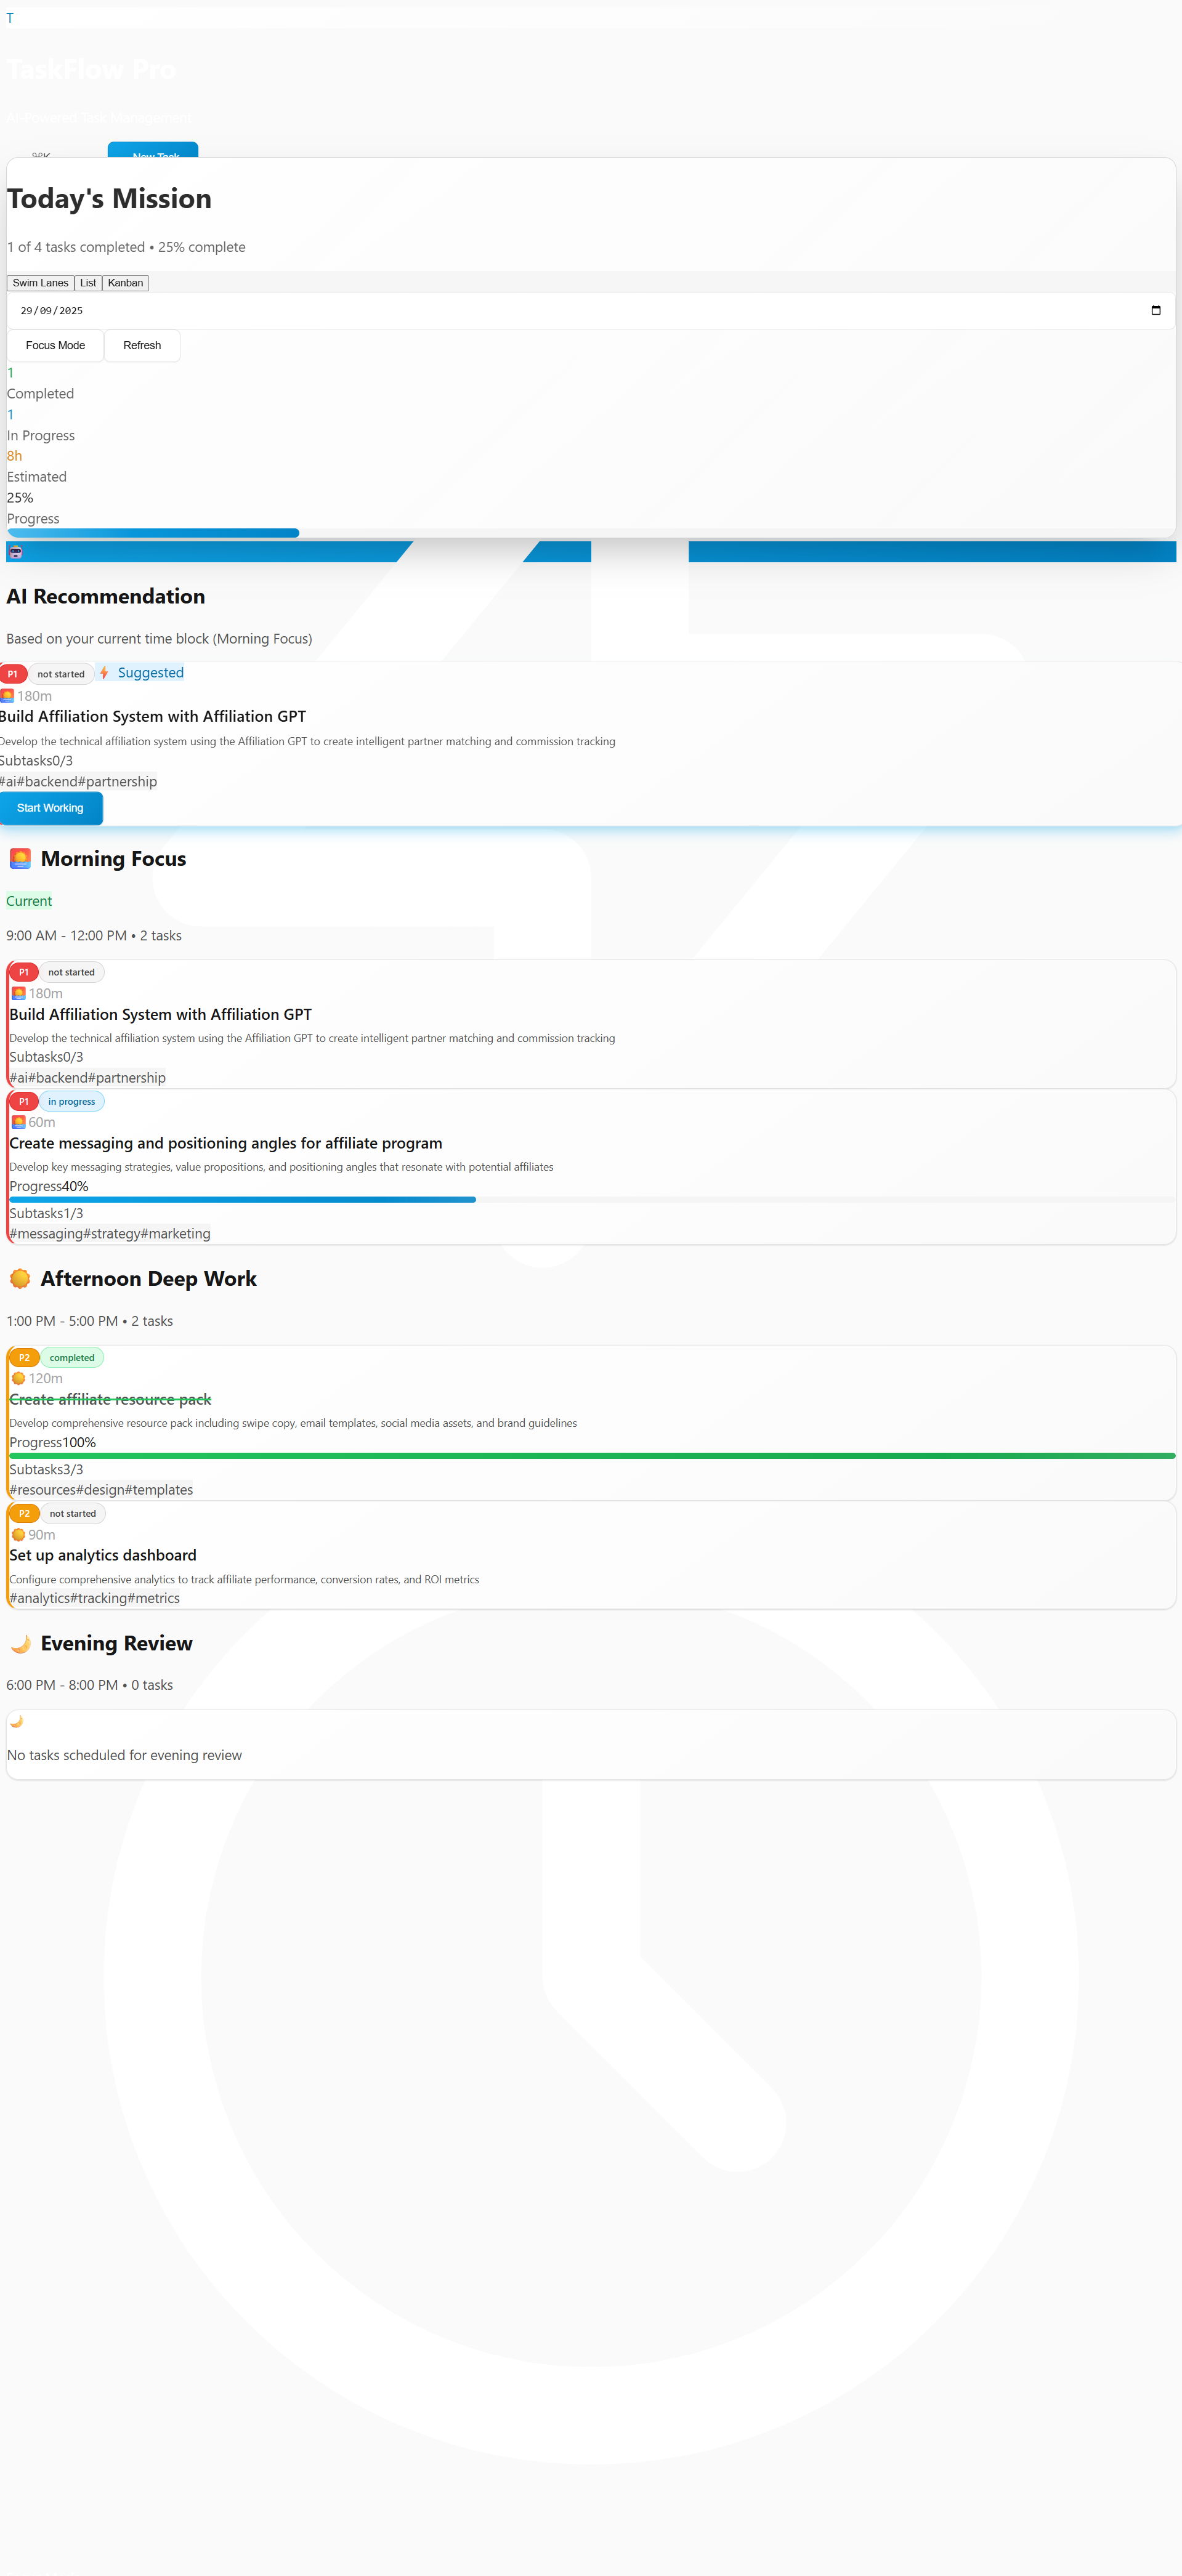 T
TaskFlow Pro
AI-Powered Task Management
⌘K
New Task
Today's Mission
1 of 4 tasks completed • 25% complete
Swim Lanes List Kanban
29/09/2025
Focus Mode Refresh
1
Completed
1
In Progress
8h
Estimated
25%
Progress
AI Recommendation
Based on your current time block (Morning Focus)
P1 not started Suggested
180m
Build Affiliation System with Affiliation GPT
Develop the technical affiliation system using the Affiliation GPT to create intelligent partner matching and commission tracking
Subtasks0/3
#ai#backend#partnership
Start Working
Morning Focus
Current
9:00 AM - 12:00 PM • 2 tasks
P1 not started
180m
Build Affiliation System with Affiliation GPT
Develop the technical affiliation system using the Affiliation GPT to create intelligent partner matching and commission tracking
Subtasks0/3
#ai#backend#partnership
P1 in progress
60m
Create messaging and positioning angles for affiliate program
Develop key messaging strategies, value propositions, and positioning angles that resonate with potential affiliates
Progress40%
Subtasks1/3
#messaging#strategy#marketing
Afternoon Deep Work
1:00 PM - 5:00 PM • 2 tasks
P2 completed
120m
Create affiliate resource pack
Develop comprehensive resource pack including swipe copy, email templates, social media assets, and brand guidelines
Progress100%
Subtasks3/3
#resources#design#templates
P2 not started
90m
Set up analytics dashboard
Configure comprehensive analytics to track affiliate performance, conversion rates, and ROI metrics
#analytics#tracking#metrics
Evening Review
6:00 PM - 8:00 PM • 0 tasks
No tasks scheduled for evening review